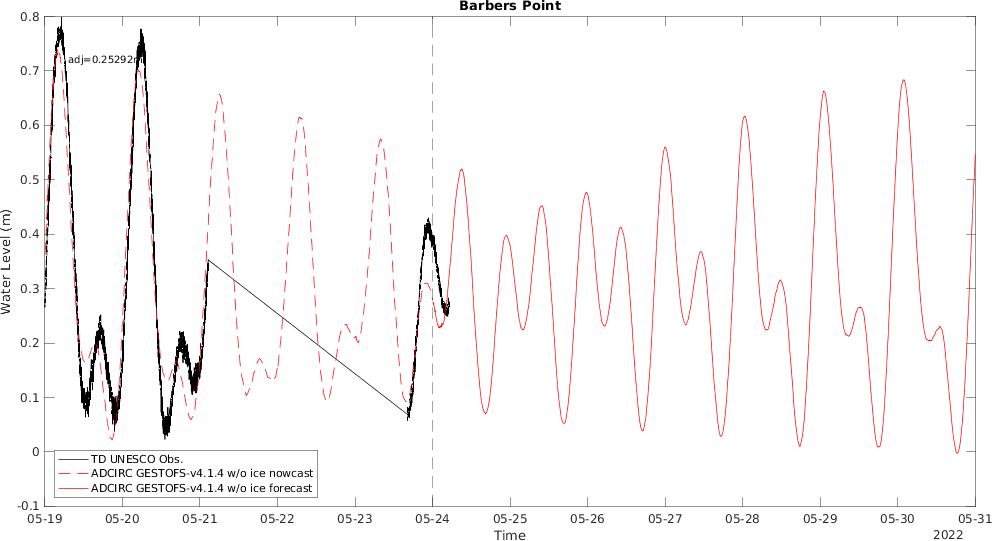 Barbers Point
0.8
0.7
0.6
0.5
0.4
0.3
0.2
0.1
0
-0.1
Water Level (m)
adj=0.25292m
TD UNESCO Obs.
ADCIRC GESTOFS-v4.1.4 w/o ice nowcast
ADCIRC GESTOFS-v4.1.4 w/o ice forecast
05-19 05-20 05-21 05-22 05-23 05-24 05-25 05-26 05-27 05-28 05-29 05-30 05-31
Time
2022